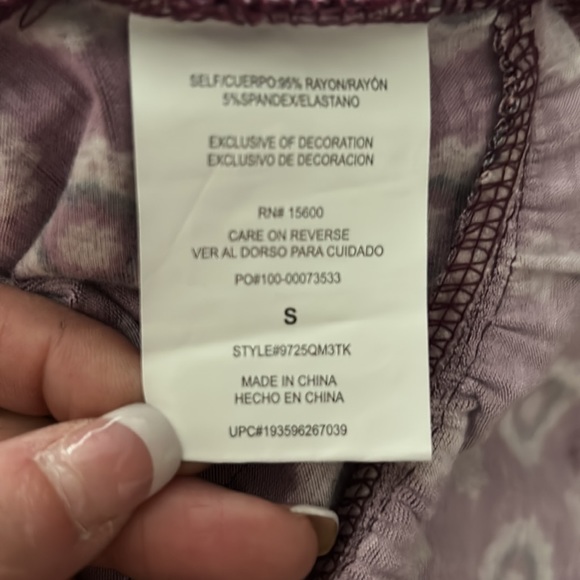 SELF/CUERPO:95% RAYON/RAYÓN
5%SPANDEX/ELASTANO
EXCLUSIVE OF DECORATION
EXCLUSIVO DE DECORACION
RN# 15600
CARE ON REVERSE
VER AL DORSO PARA CUIDADO
PO#100-00073533
S
STYLE#9725QM3TK
MADE IN CHINA
HECHO EN CHINA
UPC#193596267039